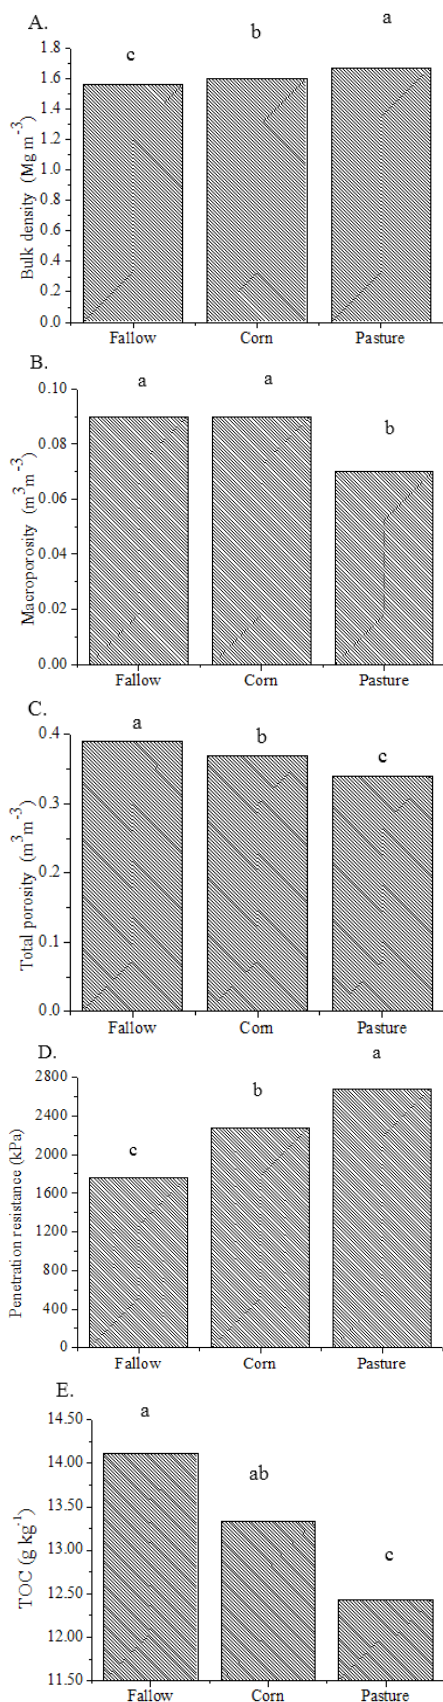 A.
a
b
c
1.8
1.6
1.4
1.2
1.0
0.8
0.6
0.4
0.2
0.0
Bulk density (Mg m⁻³)
Fallow Corn Pasture
B.
a a
b
0.10
0.08
0.06
0.04
0.02
0.00
Macroporosity (m³m⁻³)
Fallow Corn Pasture
C.
a
b
c
0.4
0.3
0.2
0.1
0.0
Total porosity (m³m⁻³)
Fallow Corn Pasture
D.
a
b
c
2800
2400
2000
1600
1200
800
400
0
Penetration resistance (kPa)
Fallow Corn Pasture
E.
a
ab
c
14.50
14.00
13.50
13.00
12.50
12.00
11.50
TOC (g kg⁻¹)
Fallow Corn Pasture